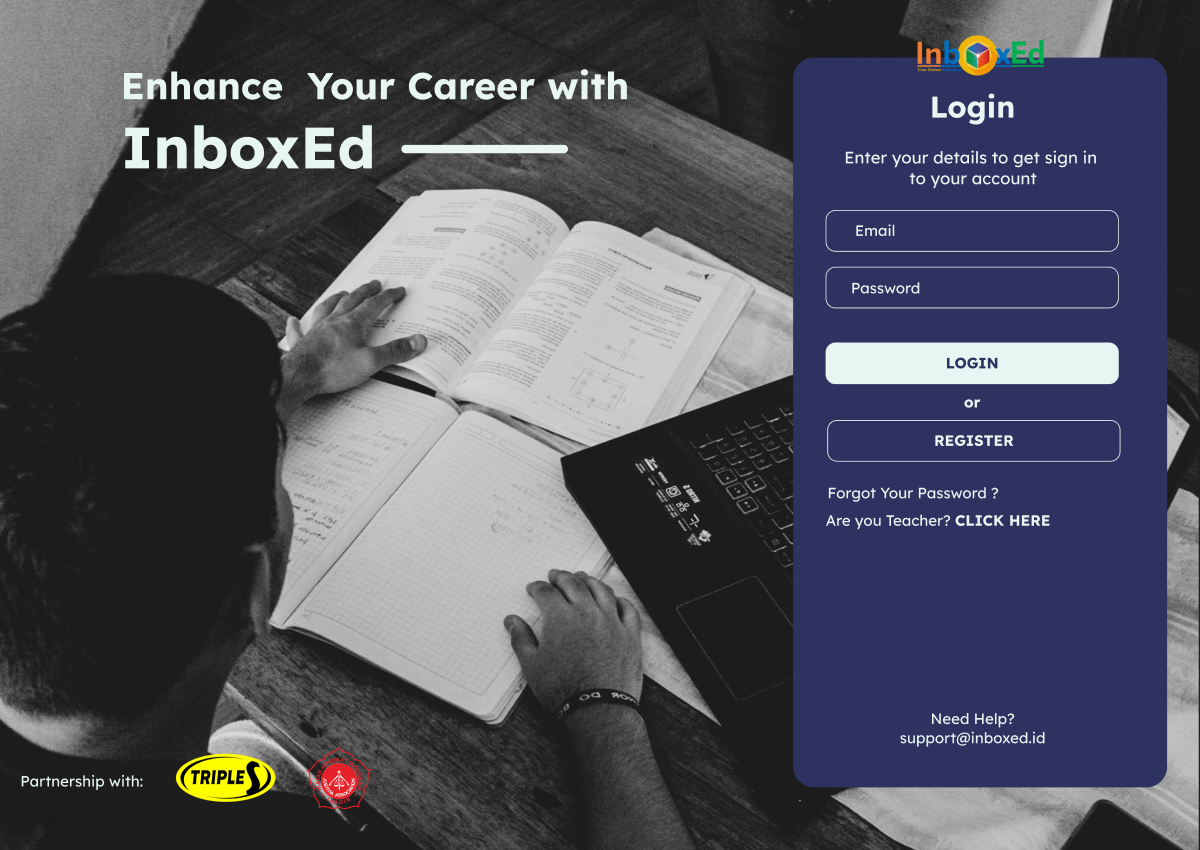 Enhance Your Career with
InboxEd
InboxEd
Login
Enter your details to get sign in
to your account
Email
Password
LOGIN
or
REGISTER
Forgot Your Password ?
Are you Teacher? CLICK HERE
Need Help?
support@inboxed.id
Partnership with:
TRIPLE S